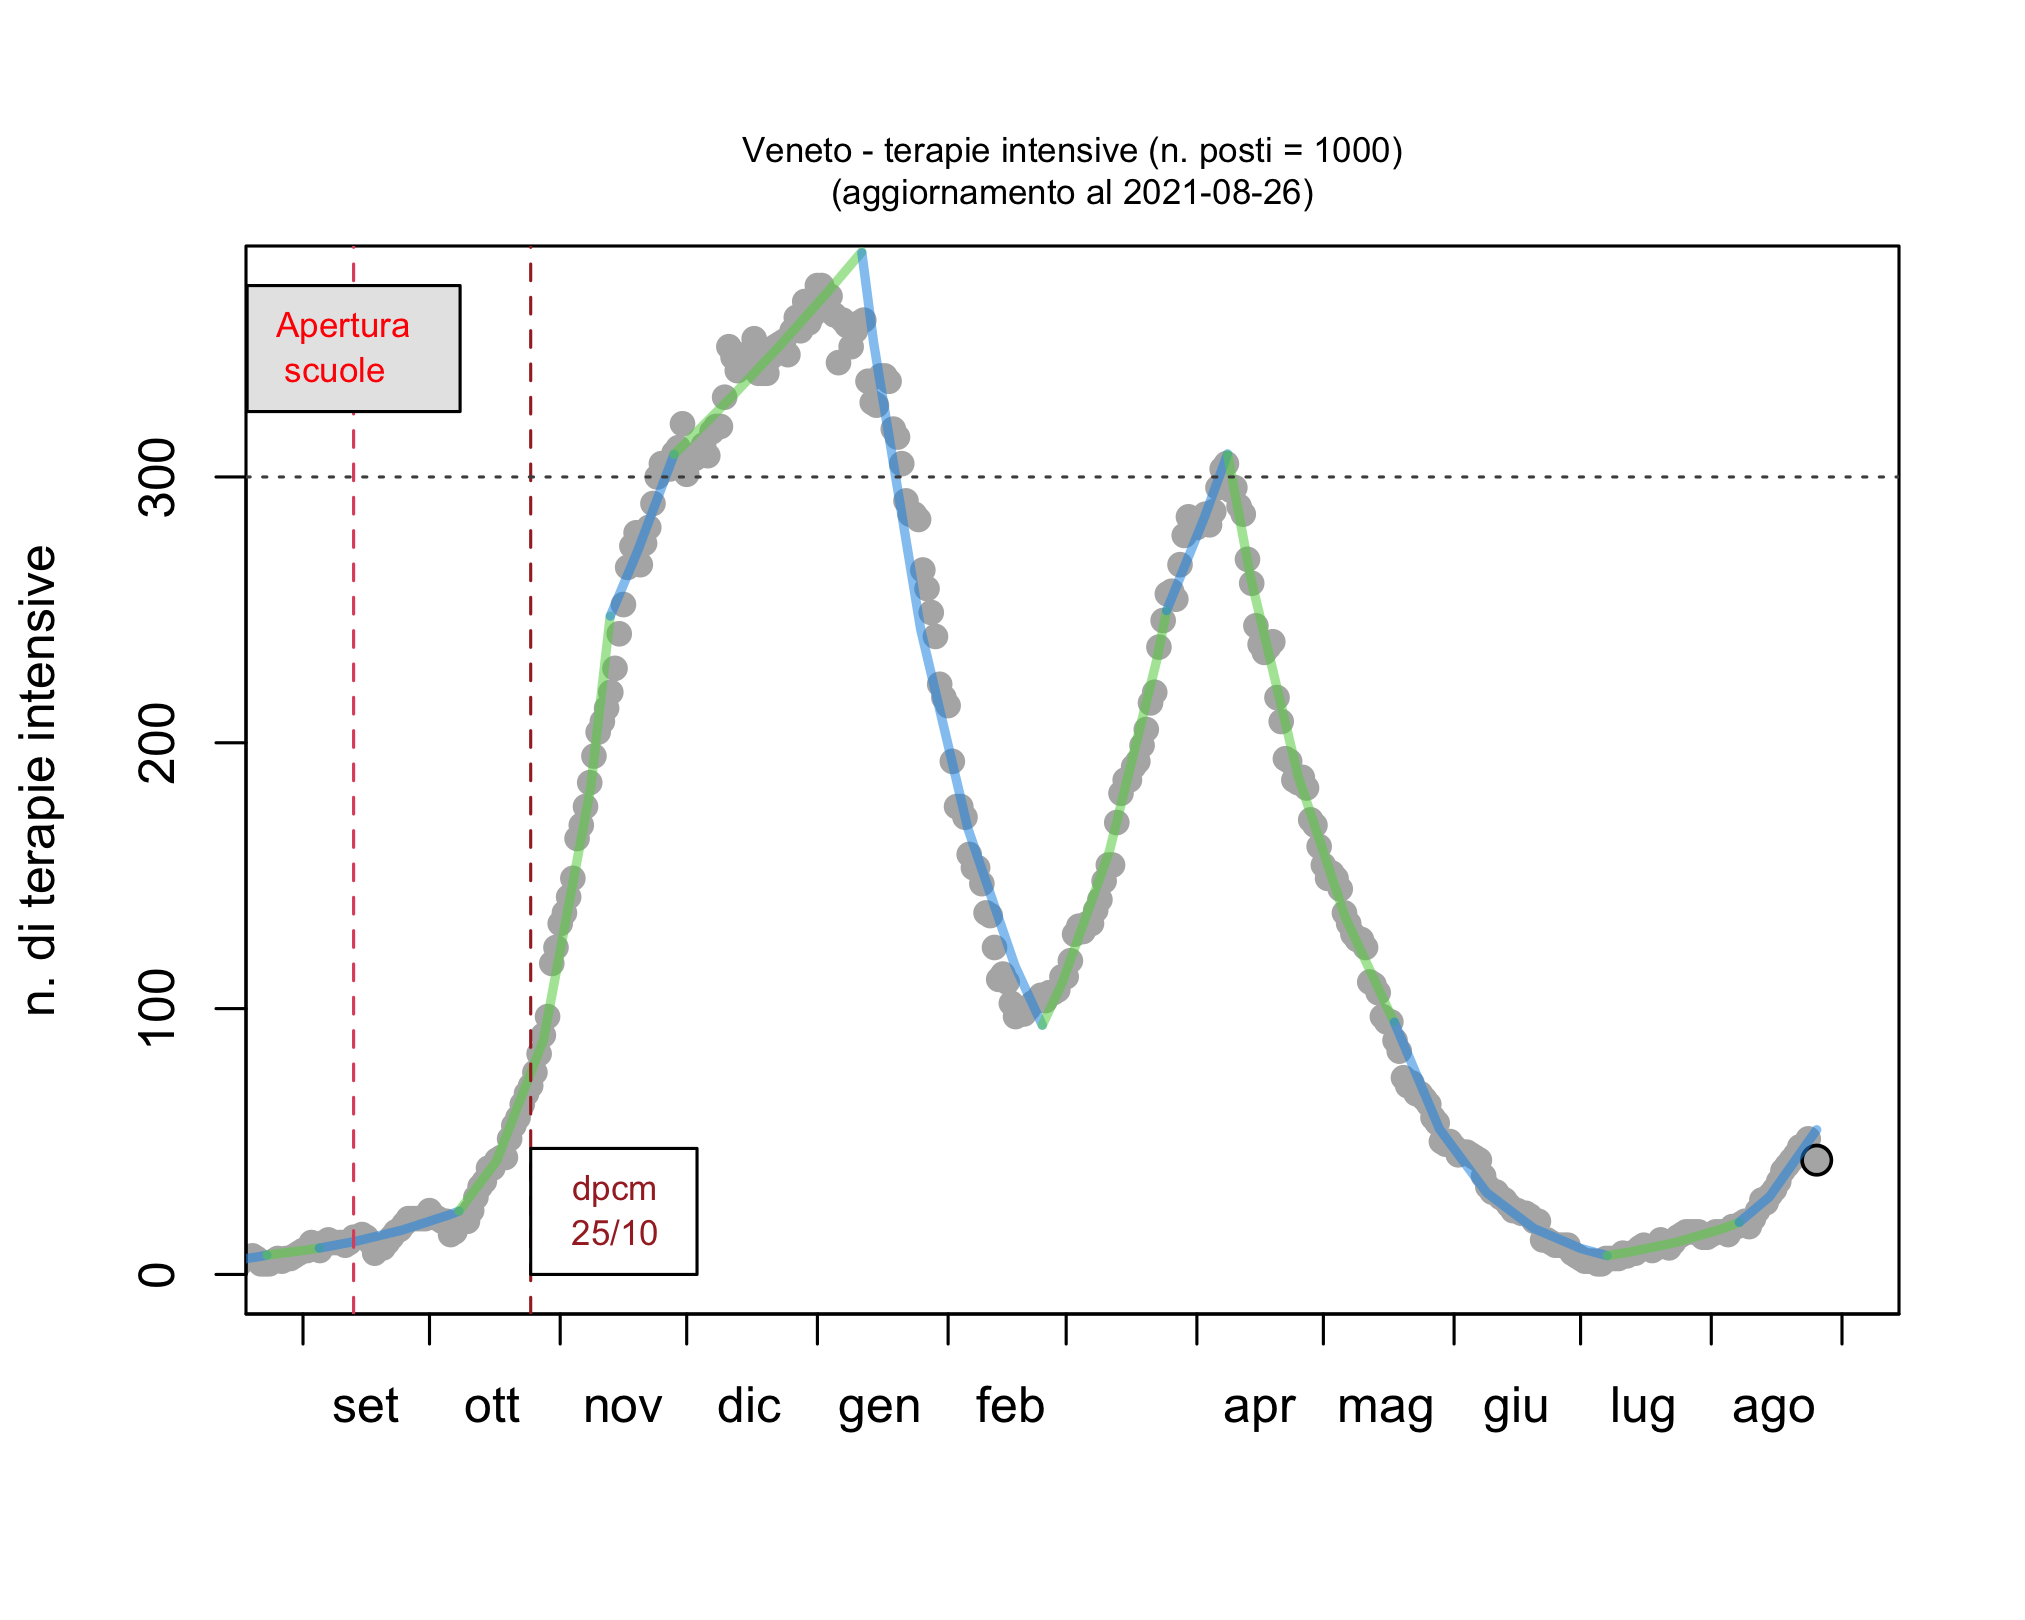 Veneto - terapie intensive (n. posti = 1000)
(aggiornamento al 2021-08-26)
Apertura
scuole
n. di terapie intensive
300
200
100
0
dpcm
25/10
set ott nov dic gen feb apr mag giu lug ago